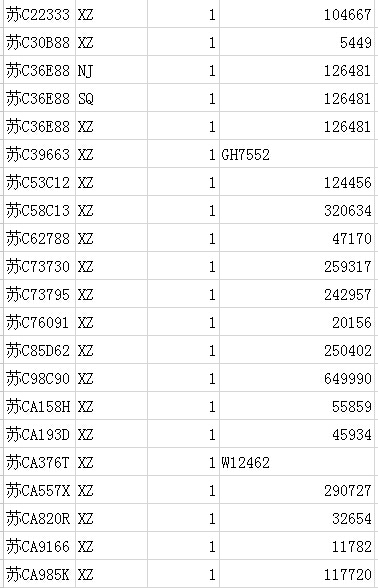 苏C22333 XZ 1 104667
苏C30B88 XZ 1 5449
苏C36E88 NJ 1 126481
苏C36E88 SQ 1 126481
苏C36E88 XZ 1 126481
苏C39663 XZ 1 GH7552
苏C53C12 XZ 1 124456
苏C58C13 XZ 1 320634
苏C62788 XZ 1 47170
苏C73730 XZ 1 259317
苏C73795 XZ 1 242957
苏C76091 XZ 1 20156
苏C85D62 XZ 1 250402
苏C98C90 XZ 1 649990
苏CA158H XZ 1 55859
苏CA193D XZ 1 45934
苏CA376T XZ 1 W12462
苏CA557X XZ 1 290727
苏CA820R XZ 1 32654
苏CA9166 XZ 1 11782
苏CA985K XZ 1 117720